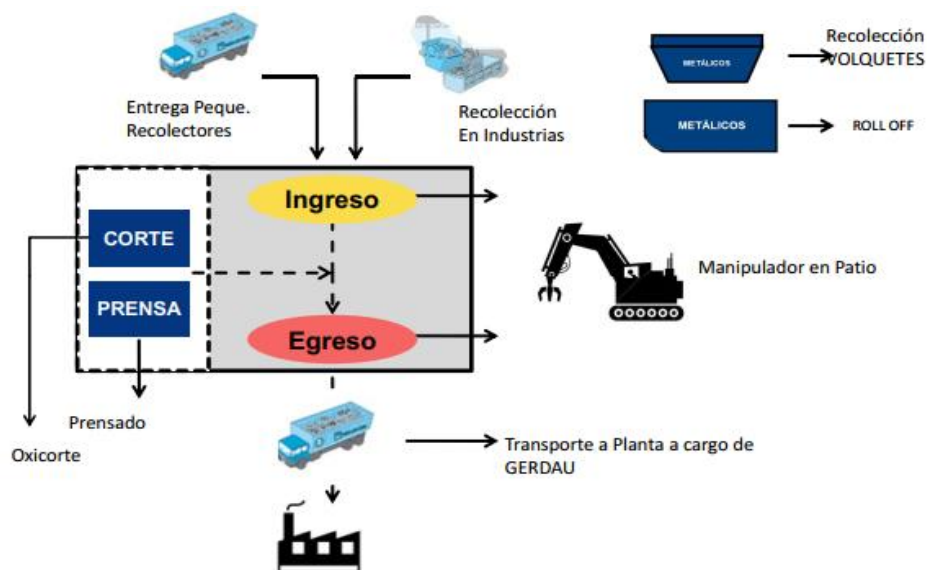 Entrega Peque.
Recolectores
Recolección
En Industrias
METÁLICOS
Recolección
VOLQUETES
METÁLICOS
ROLL OFF
Ingreso
CORTE
PRENSA
Egreso
Manipulador en Patio
Prensado
Oxicorte
Transporte a Planta a cargo de
GERDAU